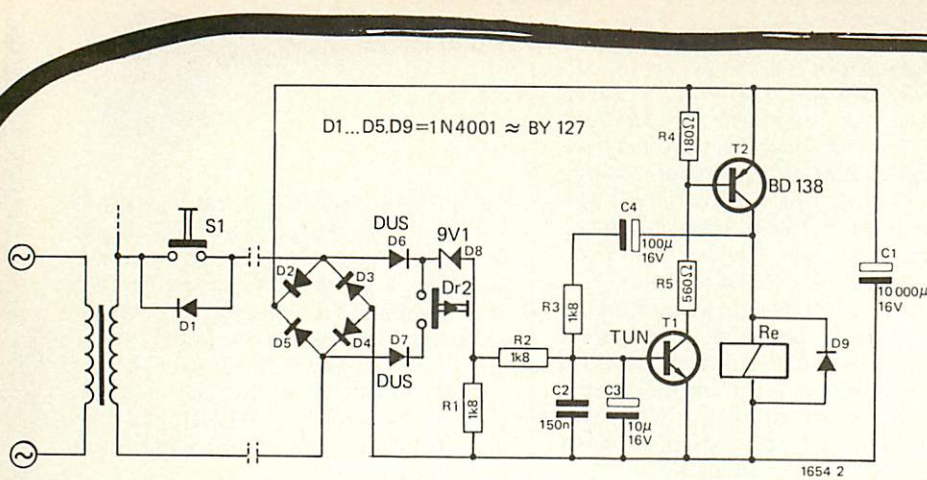 D1...D5,D9=1N4001 ≈ BY 127
S1
D1
DUS
D6
9V1
D8
D2
D3
D5
D4
Dr2
D7
DUS
R1
1k8
R2
1k8
R3
1k8
C4
100µ
16V
C2
150n
C3
10µ
16V
R4
180Ω
T2
BD 138
R5
560Ω
T1
TUN
Re
D9
C1
10 000µ
16V
1654 2